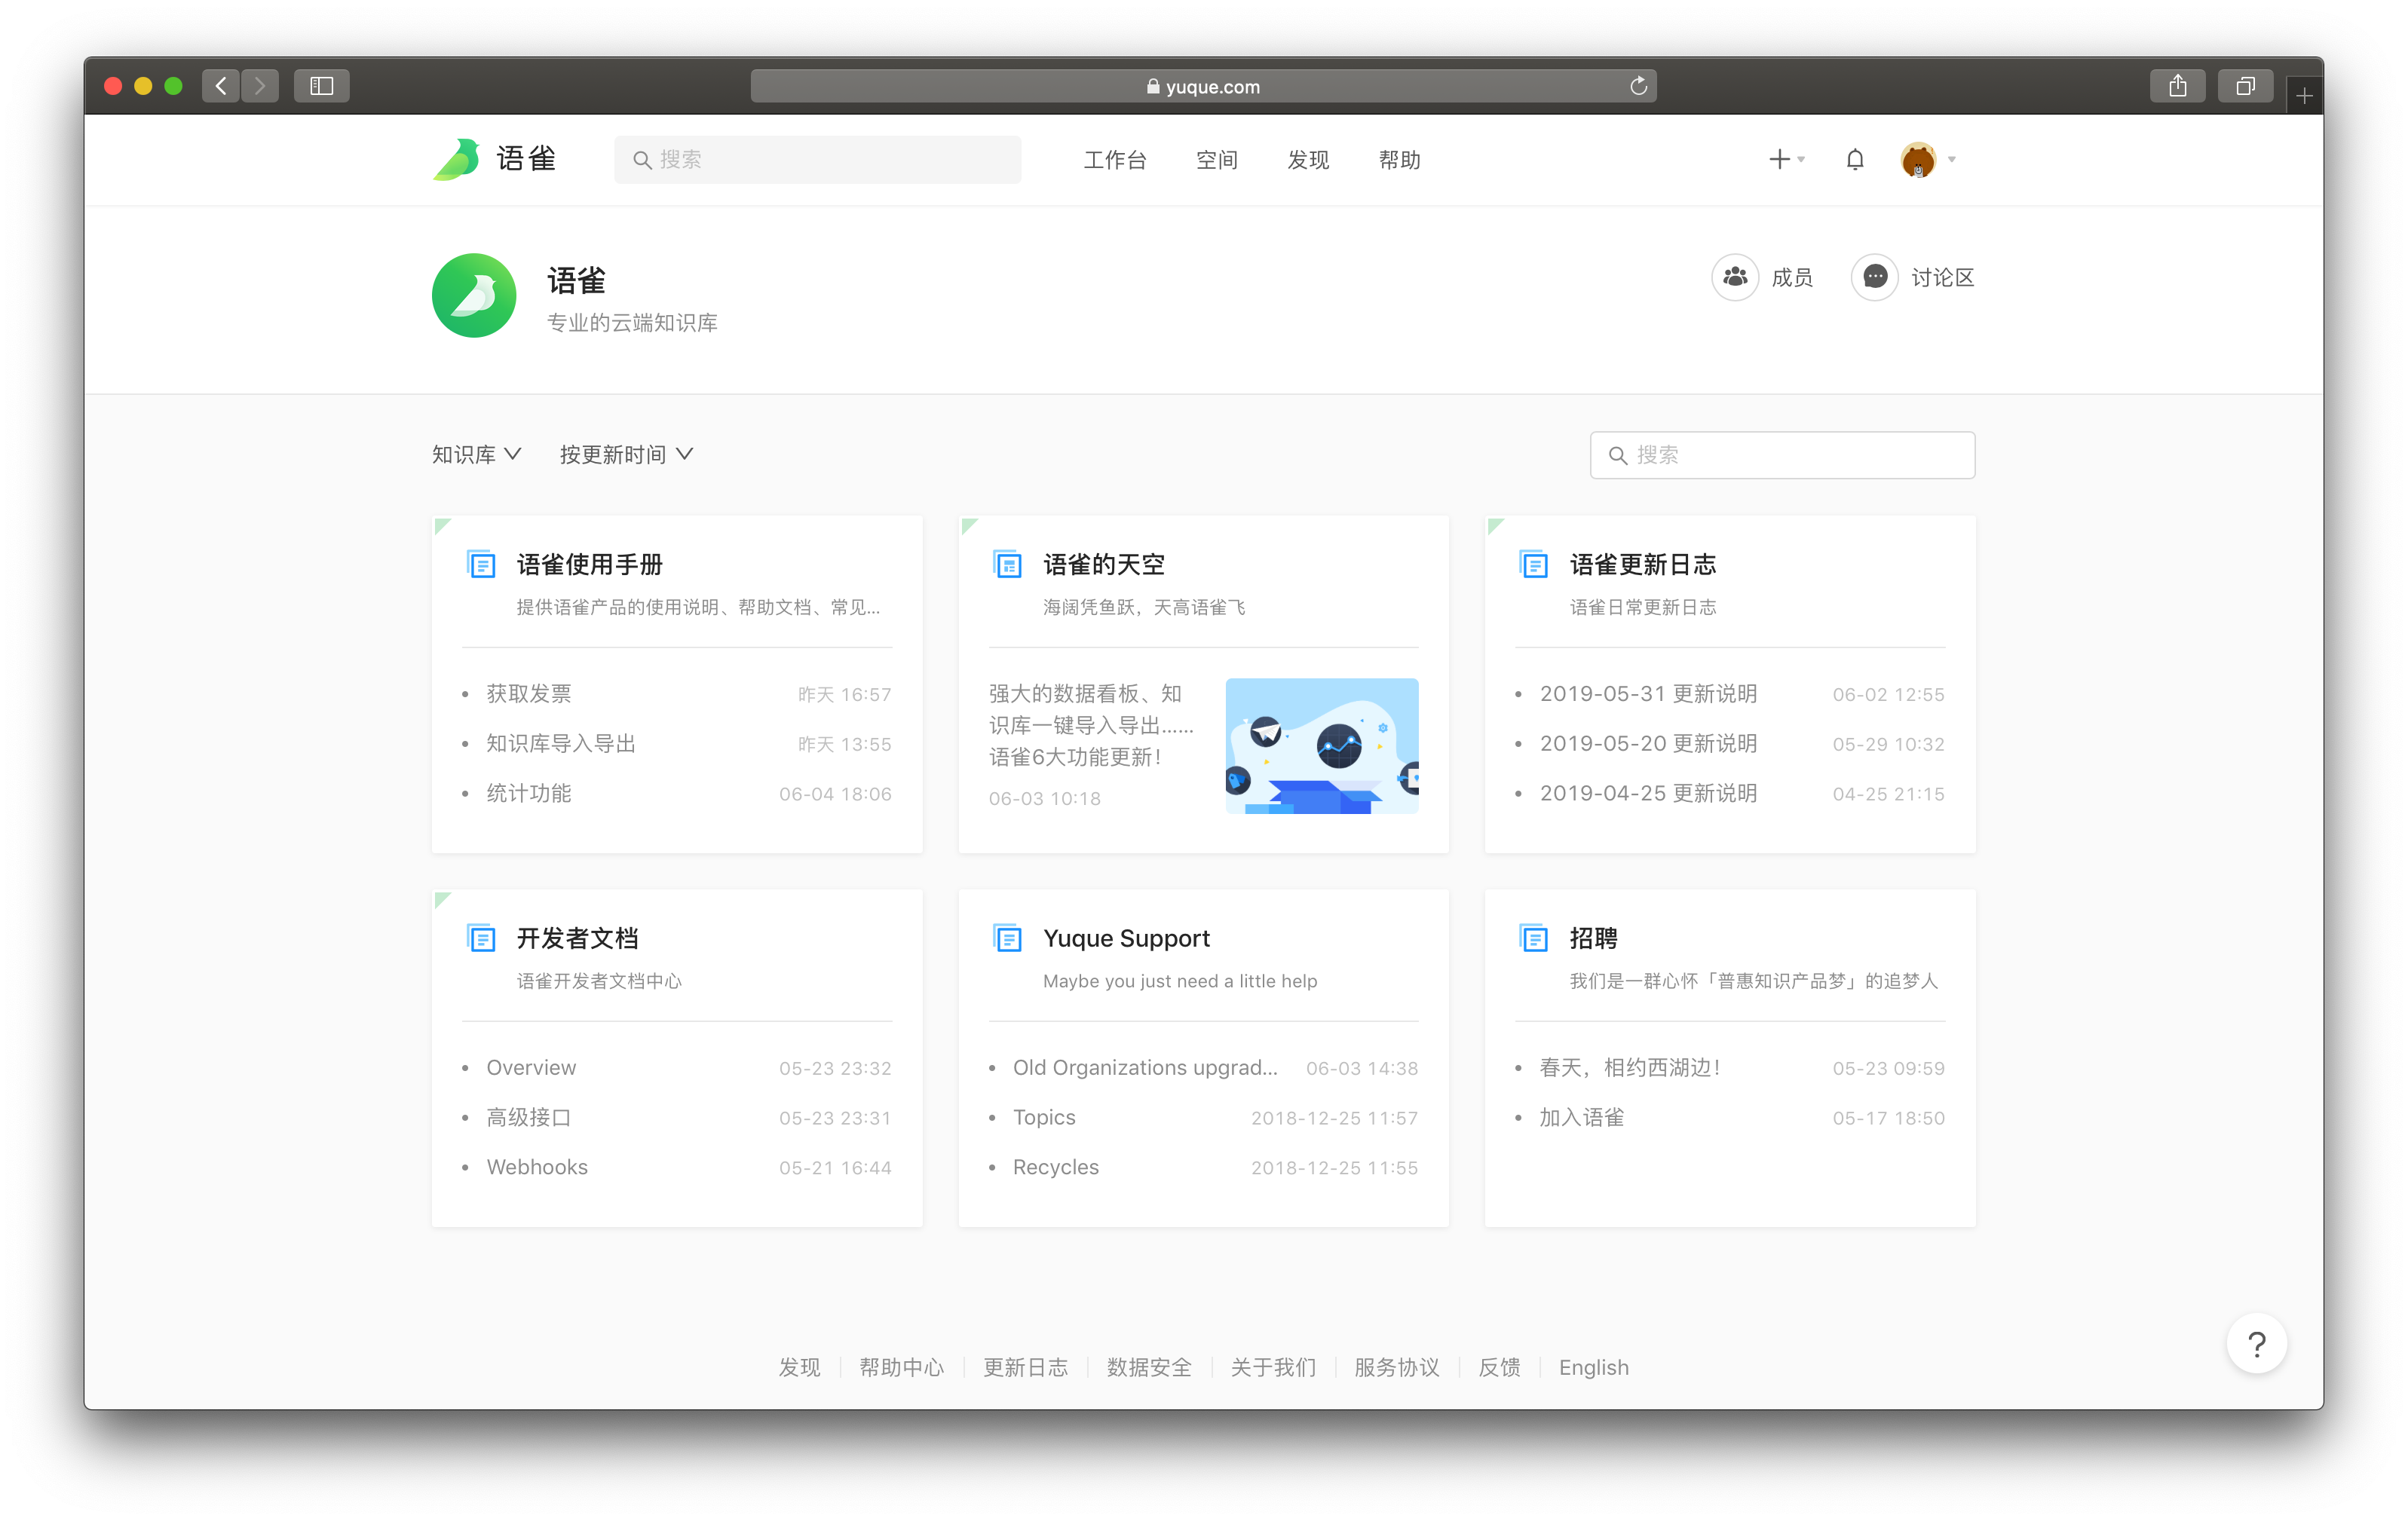 yuque.com
语雀
搜索
工作台
空间
发现
帮助
语雀
专业的云端知识库
成员
讨论区
知识库
按更新时间
搜索
语雀使用手册
提供语雀产品的使用说明、帮助文档、常见...
获取发票 昨天 16:57
知识库导入导出 昨天 13:55
统计功能 06-04 18:06
语雀的天空
海阔凭鱼跃，天高语雀飞
强大的数据看板、知
识库一键导入导出......
语雀6大功能更新！
06-03 10:18
语雀更新日志
语雀日常更新日志
2019-05-31 更新说明 06-02 12:55
2019-05-20 更新说明 05-29 10:32
2019-04-25 更新说明 04-25 21:15
开发者文档
语雀开发者文档中心
Overview 05-23 23:32
高级接口 05-23 23:31
Webhooks 05-21 16:44
Yuque Support
Maybe you just need a little help
Old Organizations upgrad... 06-03 14:38
Topics 2018-12-25 11:57
Recycles 2018-12-25 11:55
招聘
我们是一群心怀「普惠知识产品梦」的追梦人
春天，相约西湖边！ 05-23 09:59
加入语雀 05-17 18:50
?
发现
帮助中心
更新日志
数据安全
关于我们
服务协议
反馈
English